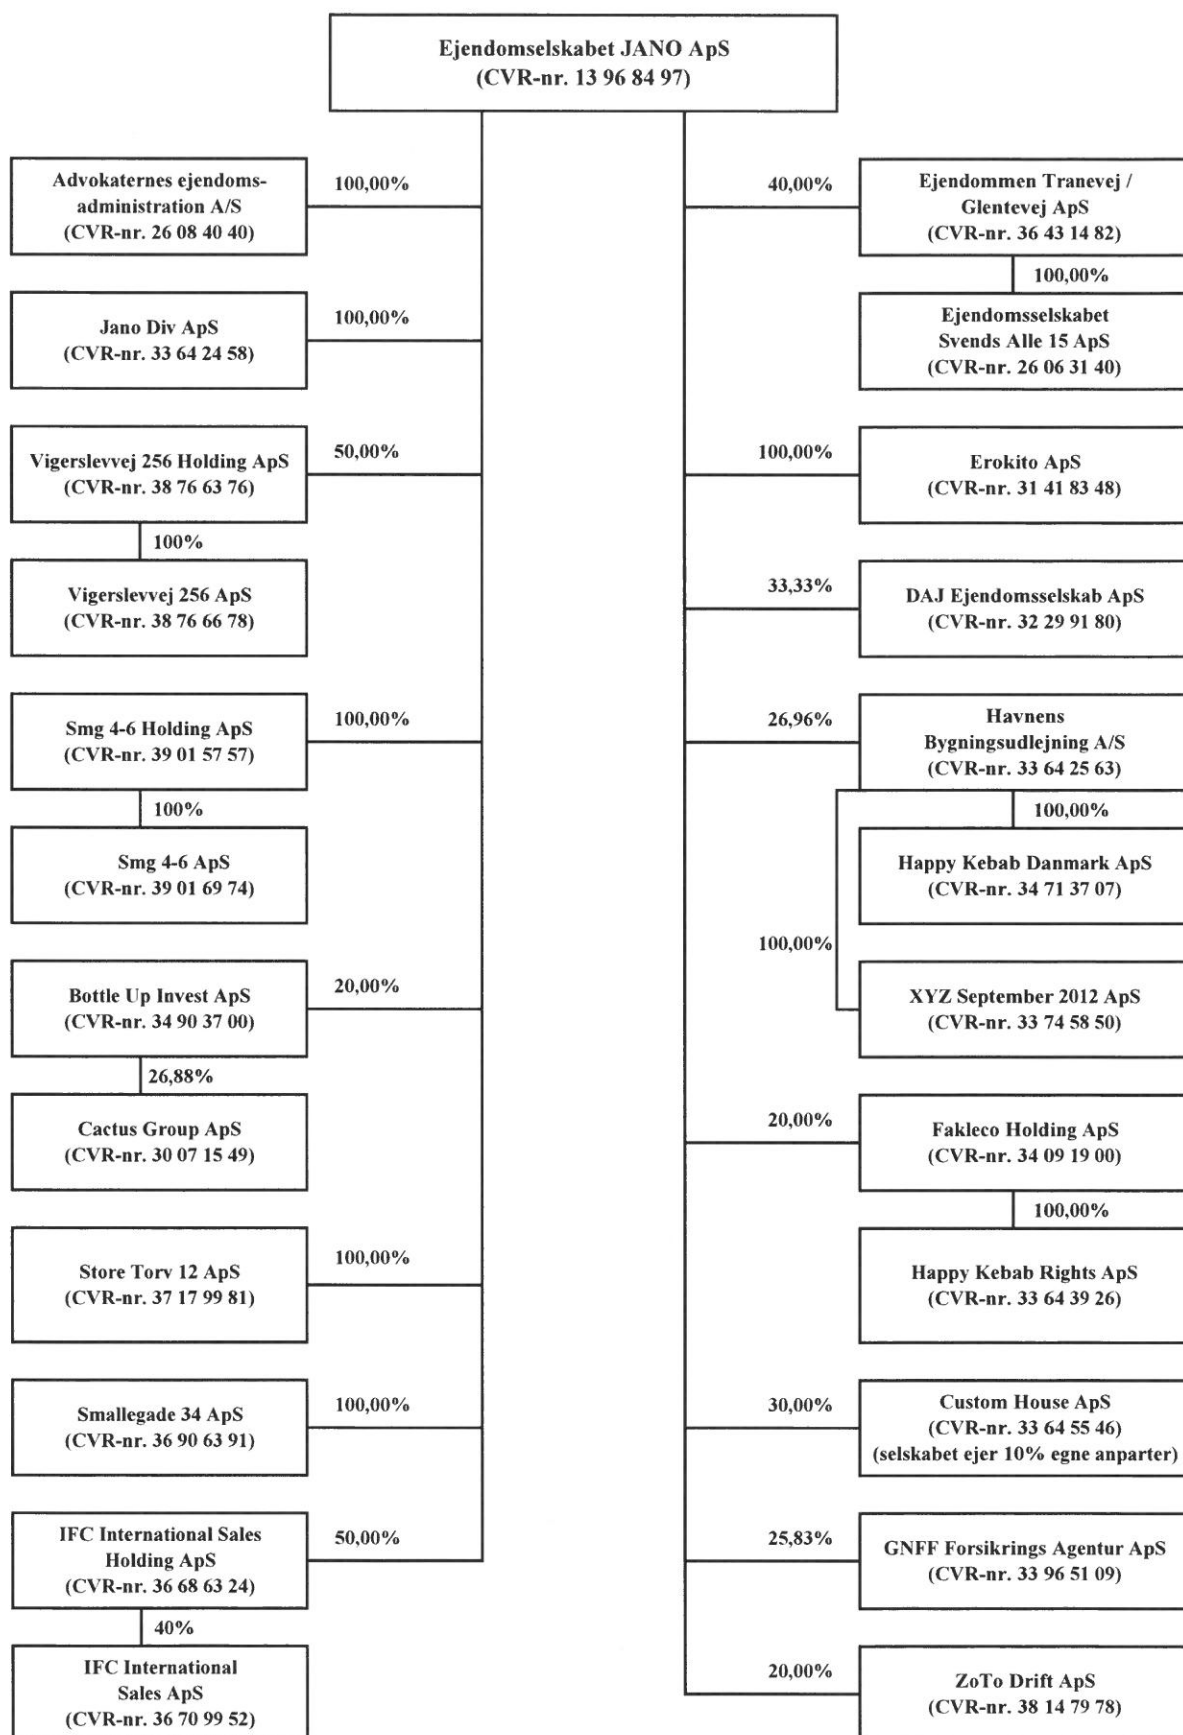 Ejendomselskabet JANO ApS
(CVR-nr. 13 96 84 97)
Advokaternes ejendoms-
administration A/S
(CVR-nr. 26 08 40 40)
100,00%
Jano Div ApS
(CVR-nr. 33 64 24 58)
100,00%
Vigerslevvej 256 Holding ApS
(CVR-nr. 38 76 63 76)
50,00%
100%
Vigerslevvej 256 ApS
(CVR-nr. 38 76 66 78)
Smg 4-6 Holding ApS
(CVR-nr. 39 01 57 57)
100,00%
100%
Smg 4-6 ApS
(CVR-nr. 39 01 69 74)
Bottle Up Invest ApS
(CVR-nr. 34 90 37 00)
20,00%
26,88%
Cactus Group ApS
(CVR-nr. 30 07 15 49)
Store Torv 12 ApS
(CVR-nr. 37 17 99 81)
100,00%
Smallegade 34 ApS
(CVR-nr. 36 90 63 91)
100,00%
IFC International Sales
Holding ApS
(CVR-nr. 36 68 63 24)
50,00%
40%
IFC International
Sales ApS
(CVR-nr. 36 70 99 52)
40,00%
Ejendommen Tranevej /
Glentevej ApS
(CVR-nr. 36 43 14 82)
100,00%
Ejendomsselskabet
Svends Alle 15 ApS
(CVR-nr. 26 06 31 40)
100,00%
Erokito ApS
(CVR-nr. 31 41 83 48)
33,33%
DAJ Ejendomsselskab ApS
(CVR-nr. 32 29 91 80)
26,96%
Havnens
Bygningsudlejning A/S
(CVR-nr. 33 64 25 63)
100,00%
Happy Kebab Danmark ApS
(CVR-nr. 34 71 37 07)
100,00%
XYZ September 2012 ApS
(CVR-nr. 33 74 58 50)
20,00%
Fakleco Holding ApS
(CVR-nr. 34 09 19 00)
100,00%
Happy Kebab Rights ApS
(CVR-nr. 33 64 39 26)
30,00%
Custom House ApS
(CVR-nr. 33 64 55 46)
(selskabet ejer 10% egne anparter)
25,83%
GNFF Forsikrings Agentur ApS
(CVR-nr. 33 96 51 09)
20,00%
ZoTo Drift ApS
(CVR-nr. 38 14 79 78)